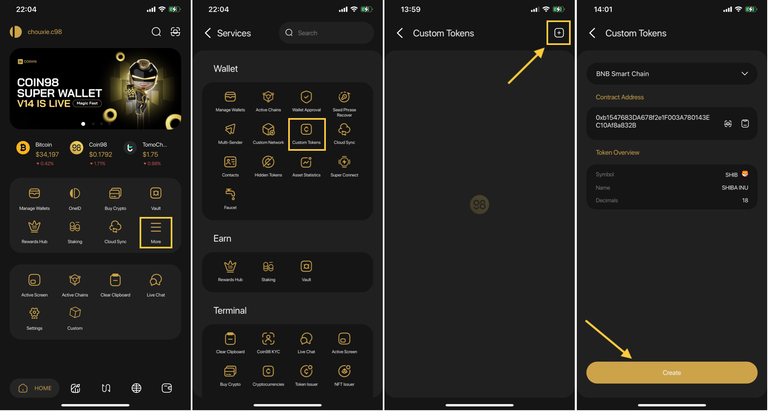 22:04
chouxie.c98
COIN98
COIN98
SUPER WALLET
V14 IS LIVE
Magic Fast
Bitcoin
$34,197
0.42%
Coin98
$0.1792
1.71%
TomoCh...
$1.75
0.98%
Manage Wallets
OneID
Buy Crypto
Vault
Rewards Hub
Staking
Cloud Sync
More
Active Screen
Active Chains
Clear Clipboard
Live Chat
Settings
Custom
HOME
22:04
Services
Search
Wallet
Manage Wallets
Active Chains
Wallet Approval
Seed Phrase
Recover
Multi-Sender
Custom Network
Custom Tokens
Cloud Sync
Contacts
Hidden Tokens
Asset Statistics
Super Connect
Faucet
Earn
Rewards Hub
Staking
Vault
Terminal
Clear Clipboard
Coin98 KYC
Live Chat
Active Screen
Buy Crypto
Cryptocurrencies
Token Issuer
NFT Issuer
13:59
Custom Tokens
98
14:01
Custom Tokens
BNB Smart Chain
Contract Address
0xb1547683DA678f2e1F003A780143E
C10Af8a832B
Token Overview
Symbol
SHIB
Name
SHIBA INU
Decimals
18
Create